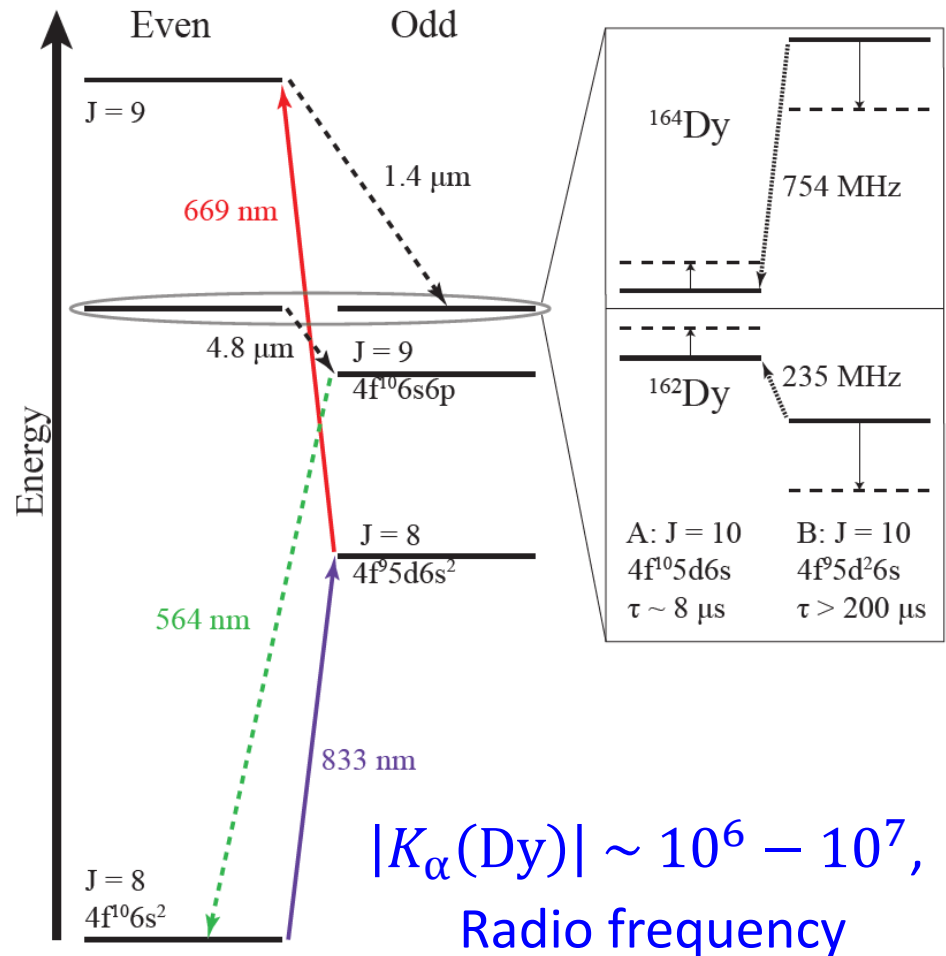 Even
Odd
J = 9
1.4 μm
669 nm
4.8 μm
J = 9
4f¹⁰6s6p
Energy
J = 8
4f⁹5d6s²
564 nm
833 nm
J = 8
4f¹⁰6s²
¹⁶⁴Dy
754 MHz
¹⁶²Dy
235 MHz
A: J = 10
4f¹⁰5d6s
τ ~ 8 μs
B: J = 10
4f⁹5d²6s
τ > 200 μs
|K_α(Dy)| ~ 10⁶ − 10⁷,
Radio frequency